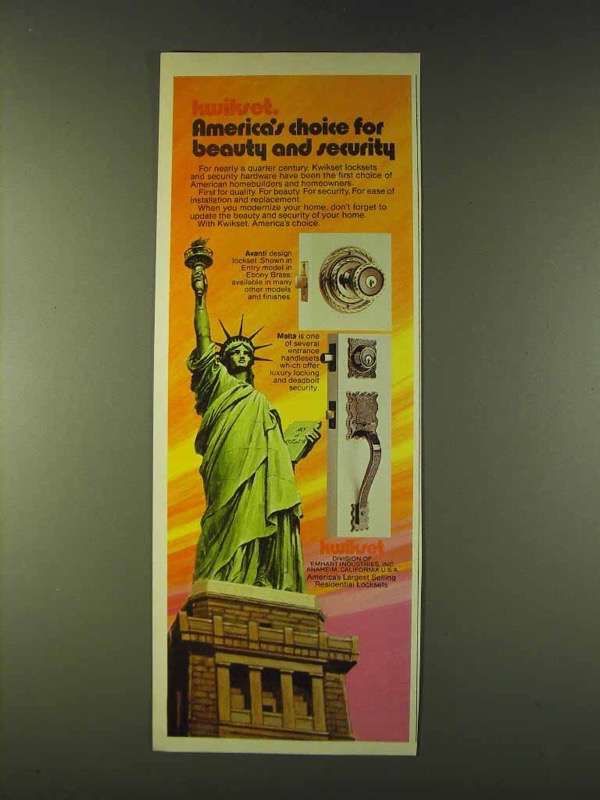 kwikset.
America's choice for
beauty and security
For nearly a quarter century, Kwikset locksets
and security hardware have been the first choice of
American homebuilders and homeowners.
First for quality. For beauty. For security. For ease of
installation and replacement.
When you modernize your home, don't forget to
update the beauty and security of your home.
With Kwikset. America's choice.
Avanti design
lockset. Shown in
Entry model in
Ebony Brass;
available in many
other models
and finishes.
Malta is one
of several
entrance
handlesets
which offer
luxury locking
and deadbolt
security.
kwikset
DIVISION OF
EMHART INDUSTRIES, INC.
ANAHEIM, CALIFORNIA U.S.A.
America's Largest Selling
Residential Locksets